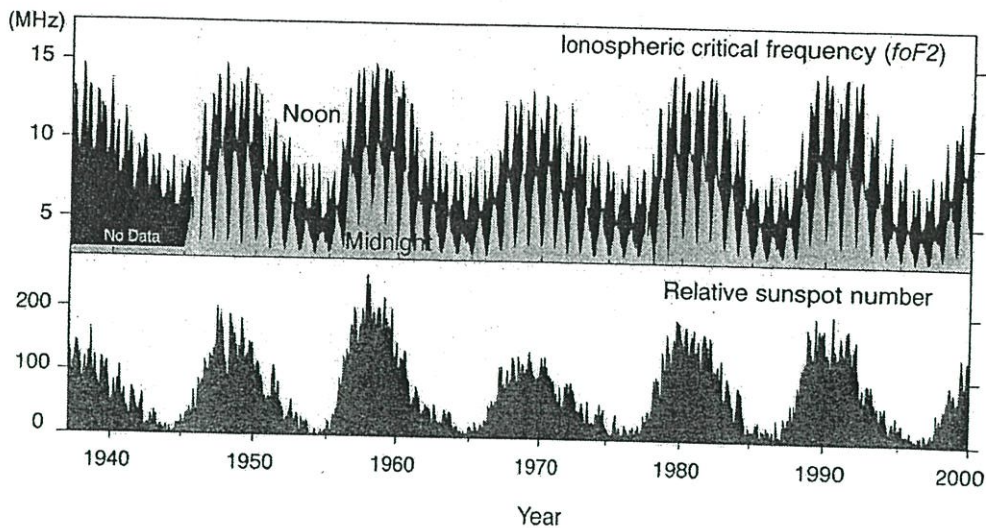 (MHz)
Ionospheric critical frequency (foF2)
15
Noon
10
5
No Data
Midnight
Relative sunspot number
200
100
0
1940 1950 1960 1970 1980 1990 2000
Year